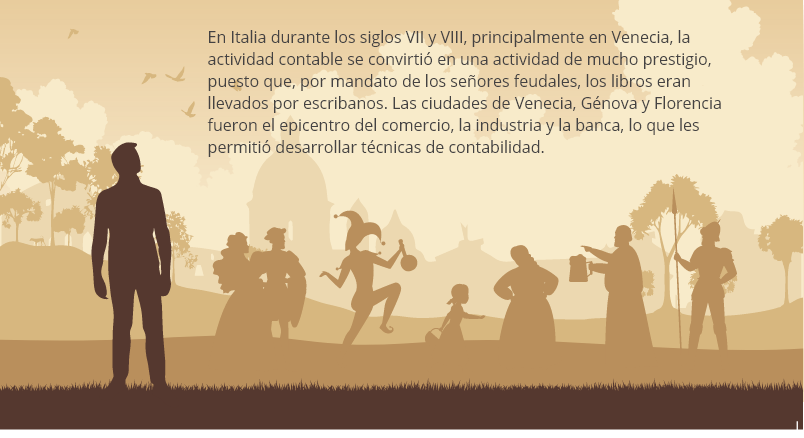 En Italia durante los siglos VII y VIII, principalmente en Venecia, la
actividad contable se convirtió en una actividad de mucho prestigio,
puesto que, por mandato de los señores feudales, los libros eran
llevados por escribanos. Las ciudades de Venecia, Génova y Florencia
fueron el epicentro del comercio, la industria y la banca, lo que les
permitió desarrollar técnicas de contabilidad.